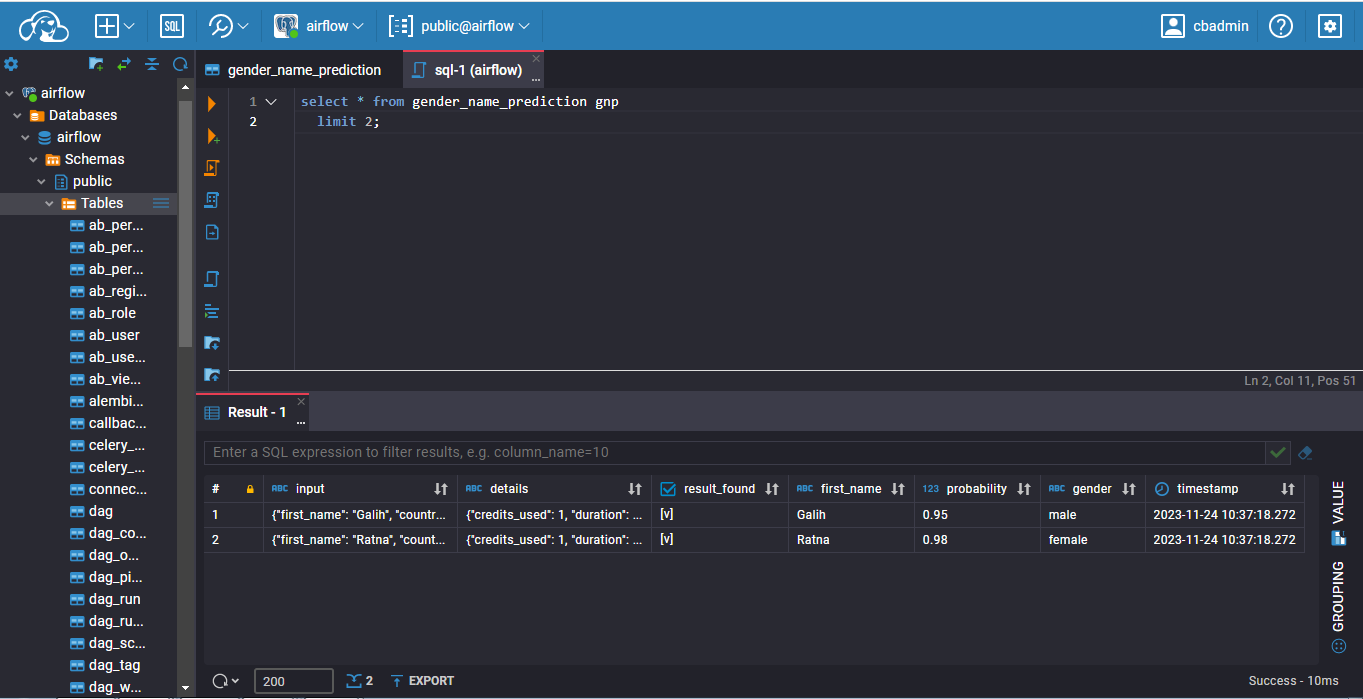 SQL airflow public@airflow cbadmin
gender_name_prediction sql-1 (airflow)
airflow
Databases
airflow
Schemas
public
Tables
ab_per...
ab_per...
ab_per...
ab_regi...
ab_role
ab_user
ab_use...
ab_vie...
alembi...
callbac...
celery_...
celery_...
connec...
dag
dag_co...
dag_o...
dag_pi...
dag_run
dag_ru...
dag_sc...
dag_tag
dag_w...
1 select * from gender_name_prediction gnp
2 limit 2;
Ln 2, Col 11, Pos 51
Result - 1
Enter a SQL expression to filter results, e.g. column_name=10
# ABC input ABC details result_found ABC first_name 123 probability ABC gender timestamp
1 {"first_name": "Galih", "countr... {"credits_used": 1, "duration": ... [v] Galih 0.95 male 2023-11-24 10:37:18.272
2 {"first_name": "Ratna", "count... {"credits_used": 1, "duration": ... [v] Ratna 0.98 female 2023-11-24 10:37:18.272
VALUE
GROUPING
200 2 EXPORT Success - 10ms